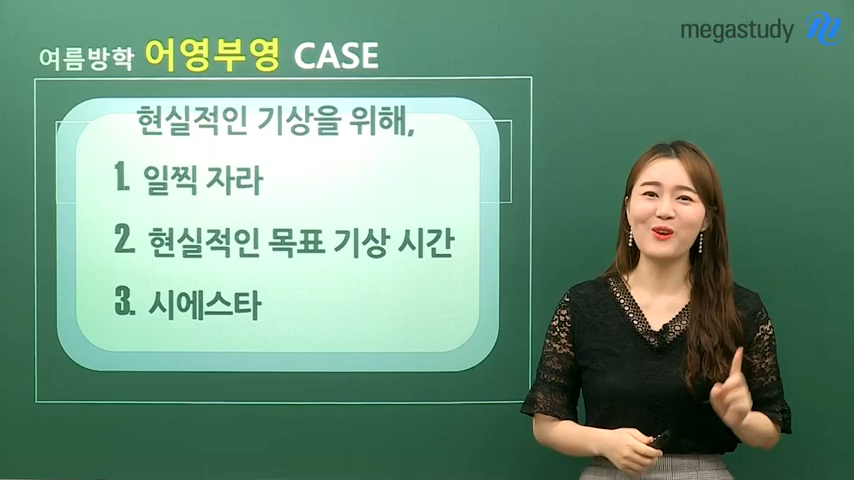 megastudy
여름방학 어영부영 CASE
현실적인 기상을 위해,
1. 일찍 자라
2. 현실적인 목표 기상 시간
3. 시에스타